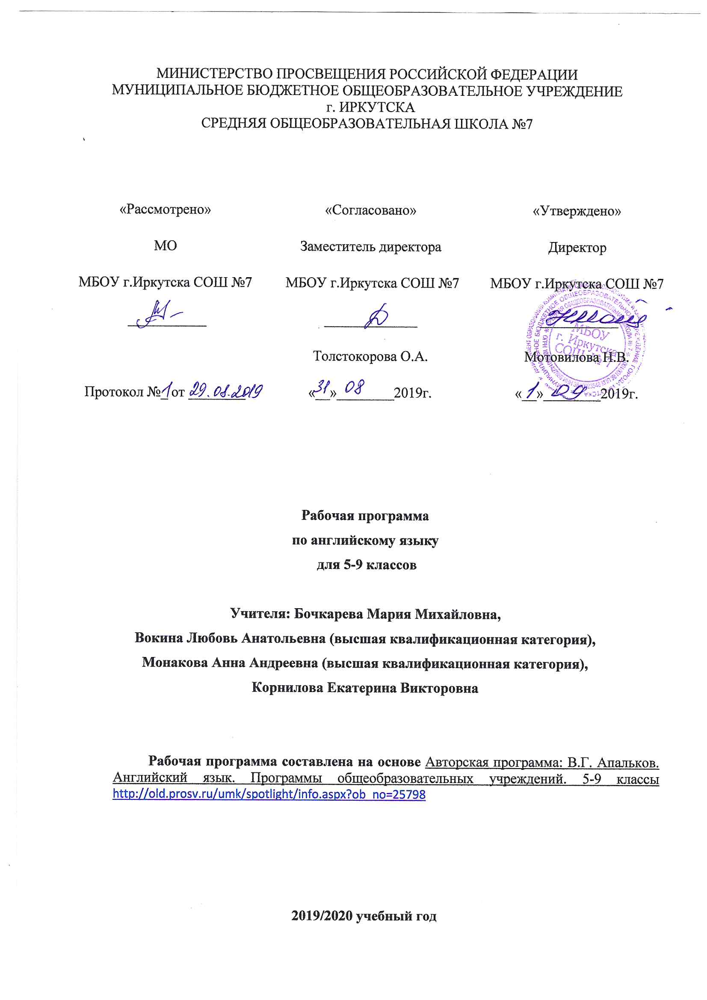 МИНИСТЕРСТВО ПРОСВЕЩЕНИЯ РОССИЙСКОЙ ФЕДЕРАЦИИ
МУНИЦИПАЛЬНОЕ БЮДЖЕТНОЕ ОБЩЕОБРАЗОВАТЕЛЬНОЕ УЧРЕЖДЕНИЕ
г. ИРКУТСКА
СРЕДНЯЯ ОБЩЕОБРАЗОВАТЕЛЬНАЯ ШКОЛА №7
«Рассмотрено» «Согласовано» «Утверждено»
МО Заместитель директора Директор
МБОУ г.Иркутска СОШ №7 МБОУ г.Иркутска СОШ №7 МБОУ г.Иркутска СОШ №7
МБОУ
г. Иркутска
СОШ № 7
Толстокорова О.А. Мотовилова Н.В.
Протокол №1 от 29.08.2019 «31» 08 2019г. «1» 09 2019г.
Рабочая программа
по английскому языку
для 5-9 классов
Учителя: Бочкарева Мария Михайловна,
Вокина Любовь Анатольевна (высшая квалификационная категория),
Монакова Анна Андреевна (высшая квалификационная категория),
Корнилова Екатерина Викторовна
Рабочая программа составлена на основе Авторская программа: В.Г. Апальков.
Английский язык. Программы общеобразовательных учреждений. 5-9 классы
http://old.prosv.ru/umk/spotlight/info.aspx?ob_no=25798
2019/2020 учебный год